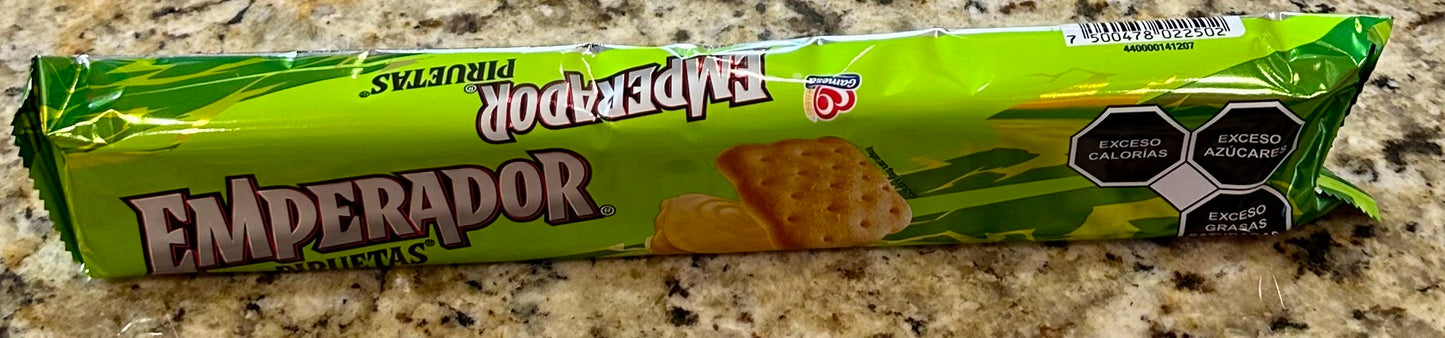 7 500478 022502
440000141207
EMPERADOR®
PIRUETAS®
Gamesa
EMPERADOR®
PIRUETAS®
EXCESO
CALORÍAS
EXCESO
AZÚCARES
EXCESO
GRASAS